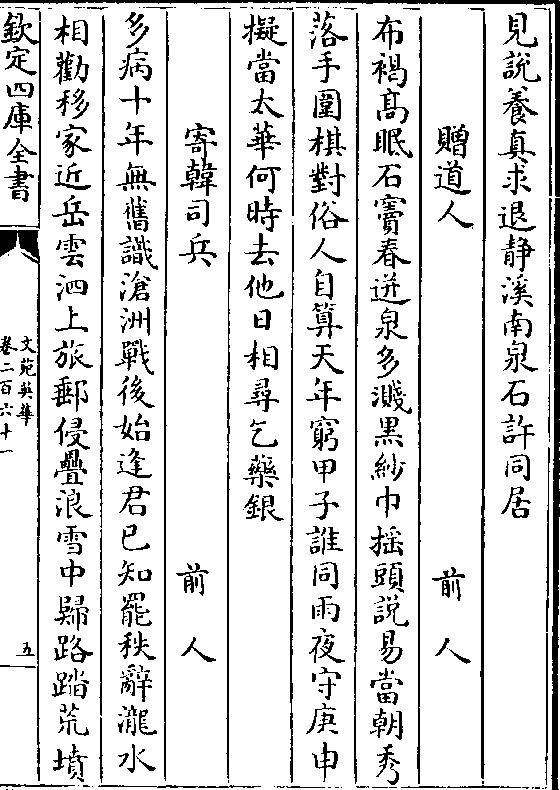 見說養真求退静溪南泉石許同居
贈道人　前人
布褐髙眠石竇春迸泉多濺黒紗巾揺頭說易當朝秀
落手圍棋對俗人自算天年窮甲子誰同雨夜守庚申
擬當太華何時去他日相尋乞藥銀
寄韓司兵　前人
多病十年無舊識滄洲戰後始逢君已知罷秩辭瀧水
相勸移家近岳雲泗上旅郵侵疊浪雪中歸路踏荒墳
欽定四庫全書
文苑英華
卷二百六十一
五